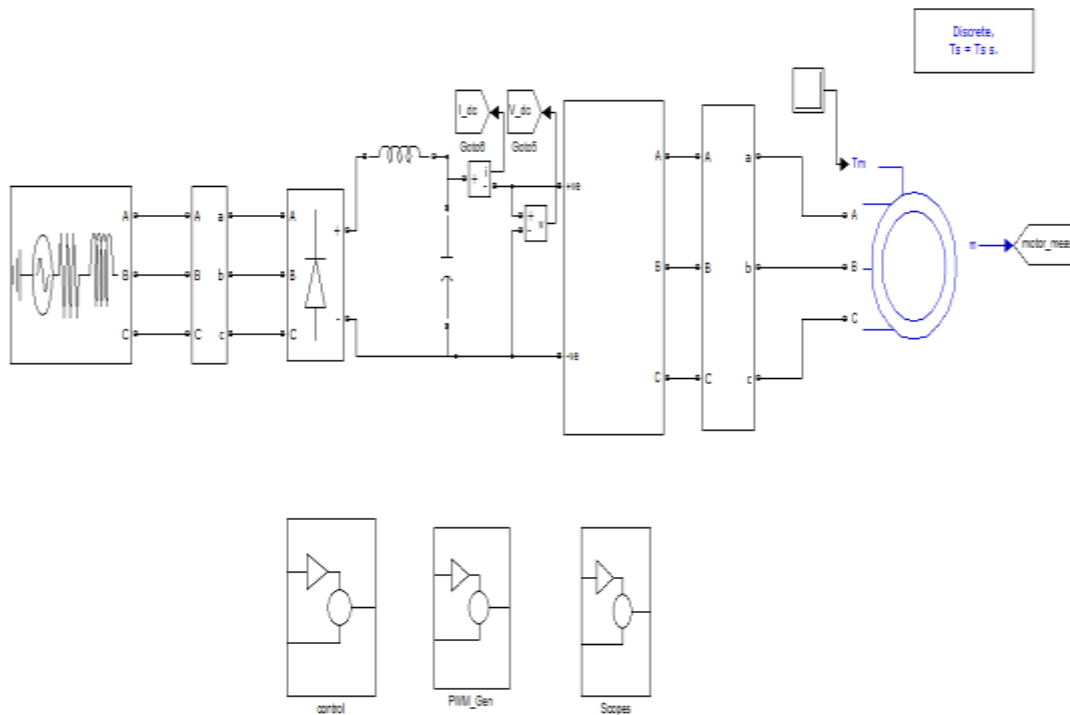 Discrete,
Ts = Ts s.
I_dc
V_dc
Goto6
Goto5
i
+
-
+
-
v
A
B
C
A
B
C
a
b
c
A
B
C
+
-
+ve
-ve
A
B
C
A
B
C
a
b
c
Tm
A
B
C
m
motor_meas
control
PWM_Gen
Scopes